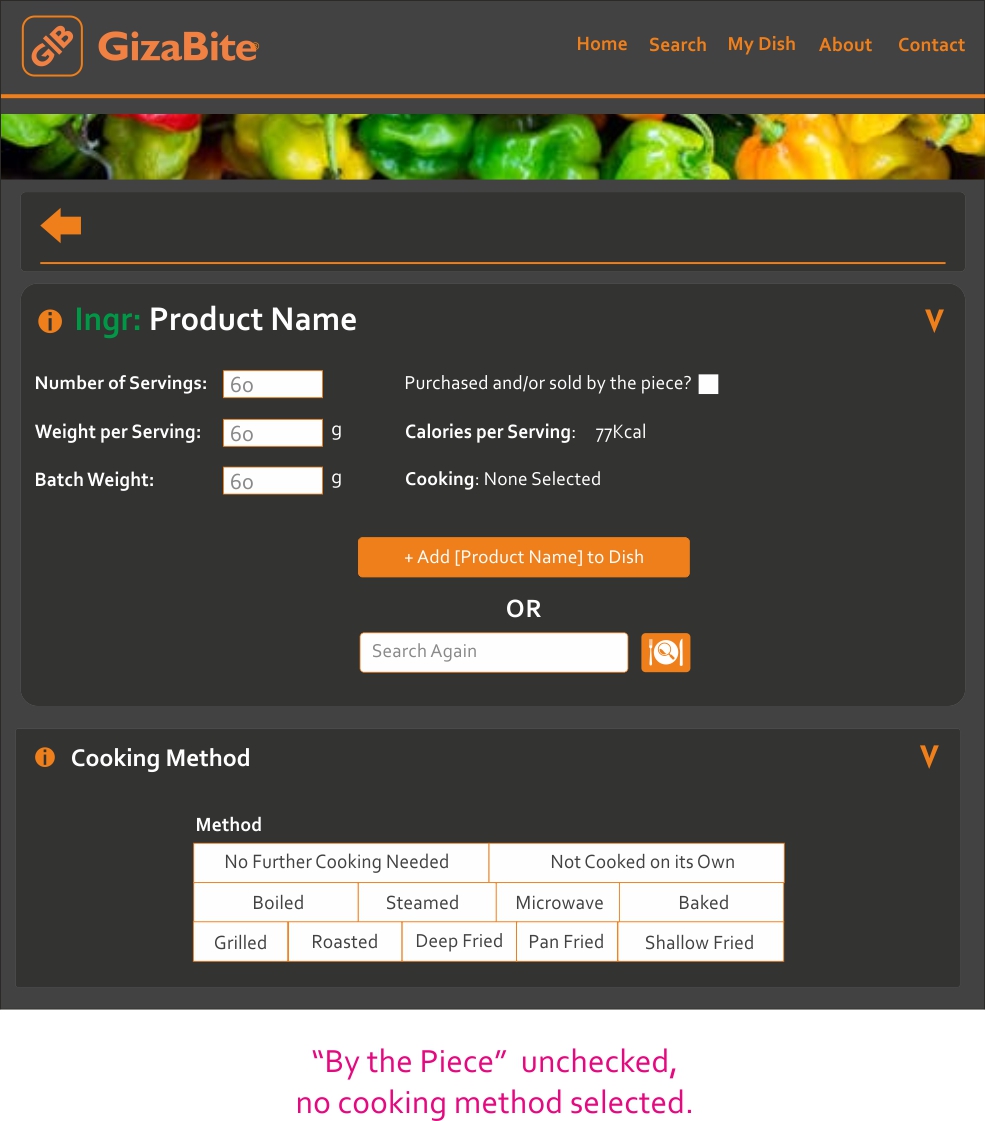 GIB GizaBite®
Home Search My Dish About Contact
i Ingr: Product Name V
Number of Servings: 60 Purchased and/or sold by the piece?
Weight per Serving: 60 g Calories per Serving: 77Kcal
Batch Weight: 60 g Cooking: None Selected
+ Add [Product Name] to Dish
OR
Search Again
i Cooking Method V
Method
No Further Cooking Needed Not Cooked on its Own
Boiled Steamed Microwave Baked
Grilled Roasted Deep Fried Pan Fried Shallow Fried
“By the Piece” unchecked,
no cooking method selected.